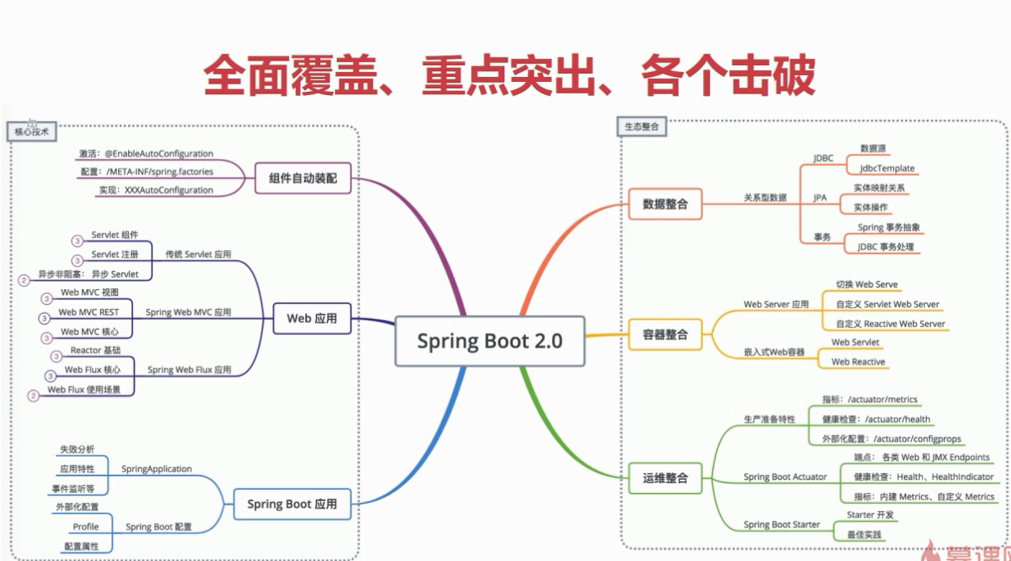 全面覆盖、重点突出、各个击破
核心技术
激活：@EnableAutoConfiguration
配置：/META-INF/spring.factories
实现：XXXAutoConfiguration
组件自动装配
Servlet 组件
3
Servlet 注册
3
异步非阻塞： 异步 Servlet
2
传统 Servlet 应用
Web MVC 视图
3
Web MVC REST
3
Web MVC 核心
3
Spring Web MVC 应用
Reactor 基础
3
Web Flux 核心
3
Web Flux 使用场景
2
Spring Web Flux 应用
Web 应用
失败分析
应用特性
事件监听等
SpringApplication
外部化配置
Profile
配置属性
Spring Boot 配置
Spring Boot 应用
Spring Boot 2.0
生态整合
数据整合
关系型数据
JDBC
数据源
JdbcTemplate
JPA
实体映射关系
实体操作
事务
Spring 事务抽象
JDBC 事务处理
容器整合
Web Server 应用
切换 Web Serve
自定义 Servlet Web Server
自定义 Reactive Web Server
嵌入式Web容器
Web Servlet
Web Reactive
运维整合
生产准备特性
指标：/actuator/metrics
健康检查：/actuator/health
外部化配置：/actuator/configprops
Spring Boot Actuator
端点： 各类 Web 和 JMX Endpoints
健康检查：Health、HealthIndicator
指标：内建 Metrics、自定义 Metrics
Spring Boot Starter
Starter 开发
最佳实践